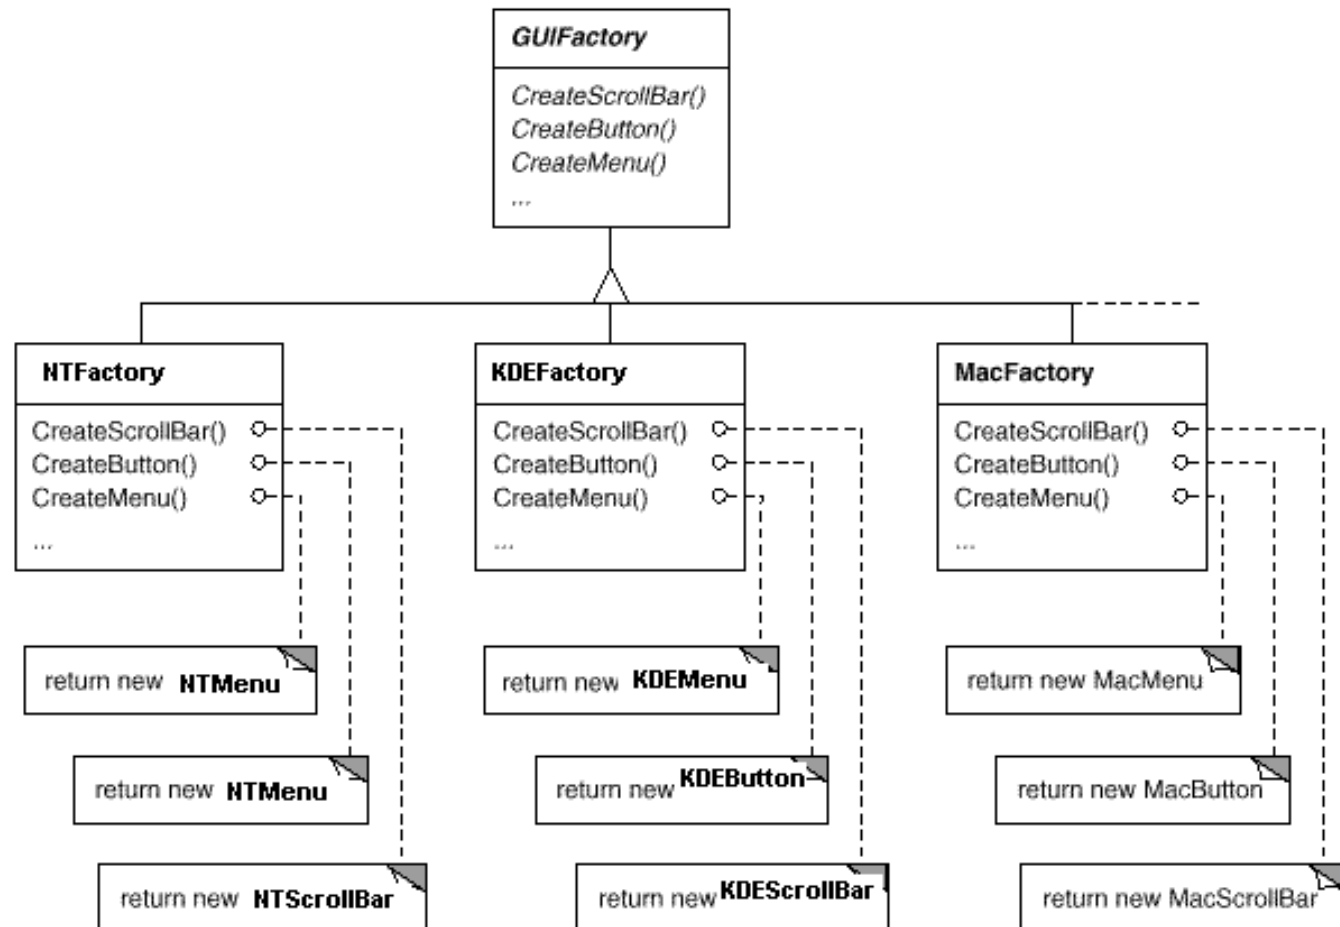 GUIFactory
CreateScrollBar()
CreateButton()
CreateMenu()
...
NTFactory
CreateScrollBar()
CreateButton()
CreateMenu()
...
return new NTMenu
return new NTMenu
return new NTScrollBar
KDEFactory
CreateScrollBar()
CreateButton()
CreateMenu()
...
return new KDEMenu
return new KDEButton
return new KDEScrollBar
MacFactory
CreateScrollBar()
CreateButton()
CreateMenu()
...
return new MacMenu
return new MacButton
return new MacScrollBar